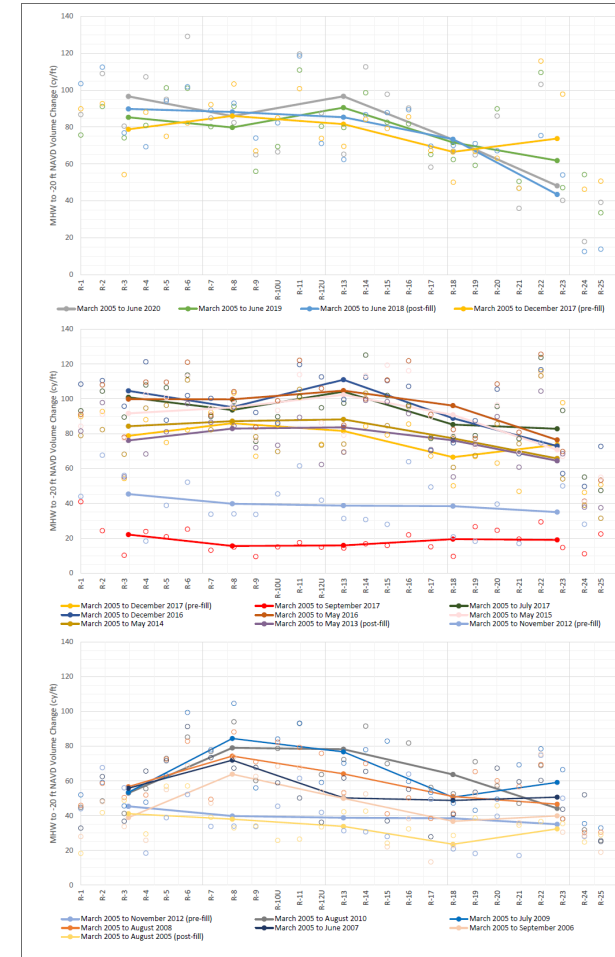 MHW to -20 ft NAVD Volume Change (cy/ft)
140
120
100
80
60
40
20
0
R-1 R-2 R-3 R-4 R-5 R-6 R-7 R-8 R-9 R-10U R-11 R-12U R-13 R-14 R-15 R-16 R-17 R-18 R-19 R-20 R-21 R-22 R-23 R-24 R-25
March 2005 to June 2020 March 2005 to June 2019 March 2005 to June 2018 (post-fill) March 2005 to December 2017 (pre-fill)
MHW to -20 ft NAVD Volume Change (cy/ft)
140
120
100
80
60
40
20
0
R-1 R-2 R-3 R-4 R-5 R-6 R-7 R-8 R-9 R-10U R-11 R-12U R-13 R-14 R-15 R-16 R-17 R-18 R-19 R-20 R-21 R-22 R-23 R-24 R-25
March 2005 to December 2017 (pre-fill) March 2005 to September 2017 March 2005 to July 2017
March 2005 to December 2016 March 2005 to May 2016 March 2005 to May 2015
March 2005 to May 2014 March 2005 to May 2013 (post-fill) March 2005 to November 2012 (pre-fill)
MHW to -20 ft NAVD Volume Change (cy/ft)
140
120
100
80
60
40
20
0
R-1 R-2 R-3 R-4 R-5 R-6 R-7 R-8 R-9 R-10U R-11 R-12U R-13 R-14 R-15 R-16 R-17 R-18 R-19 R-20 R-21 R-22 R-23 R-24 R-25
March 2005 to November 2012 (pre-fill) March 2005 to August 2010 March 2005 to July 2009
March 2005 to August 2008 March 2005 to June 2007 March 2005 to September 2006
March 2005 to August 2005 (post-fill)